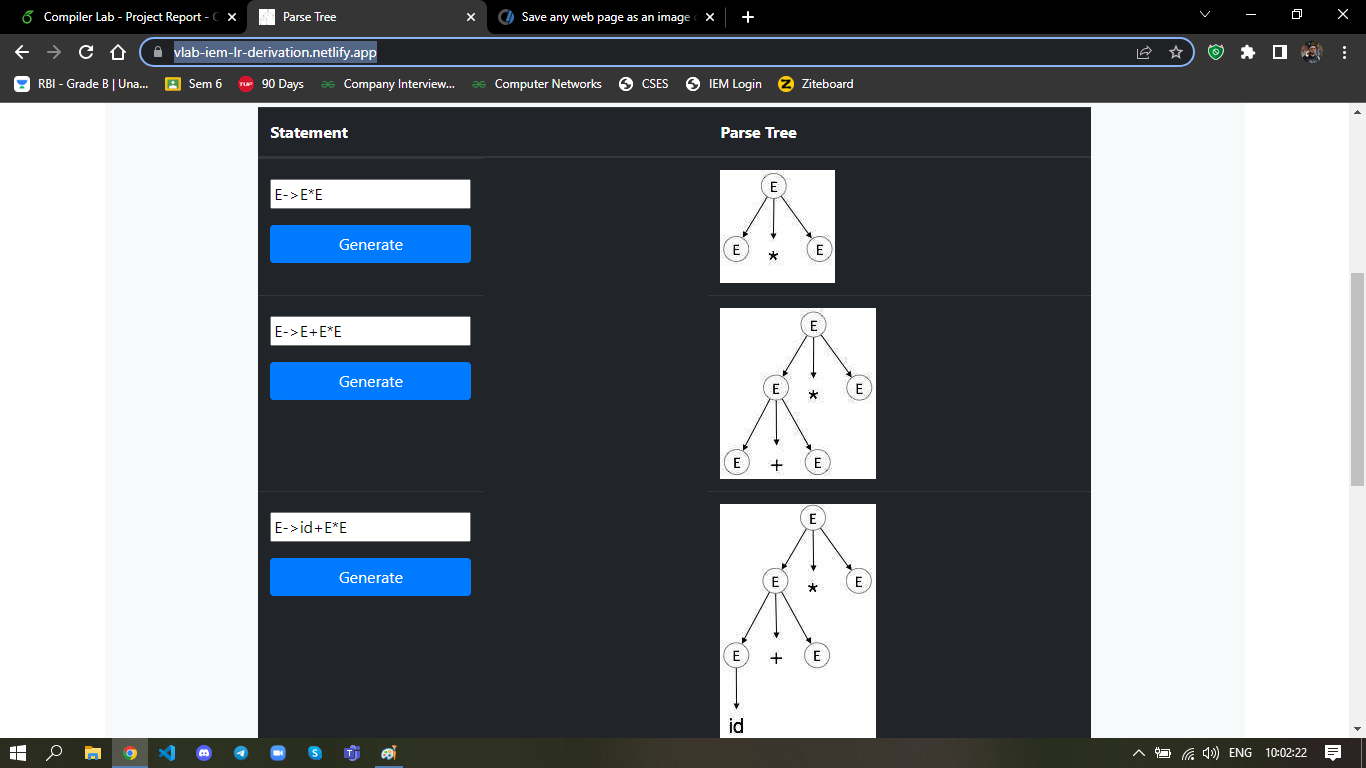 Compiler Lab - Project Report - Parse Tree Save any web page as an image
vlab-iem-lr-derivation.netlify.app
RBI - Grade B | Una... Sem 6 90 Days Company Interview... Computer Networks CSES IEM Login Ziteboard
Statement Parse Tree
E->E*E
Generate
E
E * E
E->E+E*E
Generate
E
E * E
E + E
E->id+E*E
Generate
E
E * E
E + E
id
ENG 10:02:22